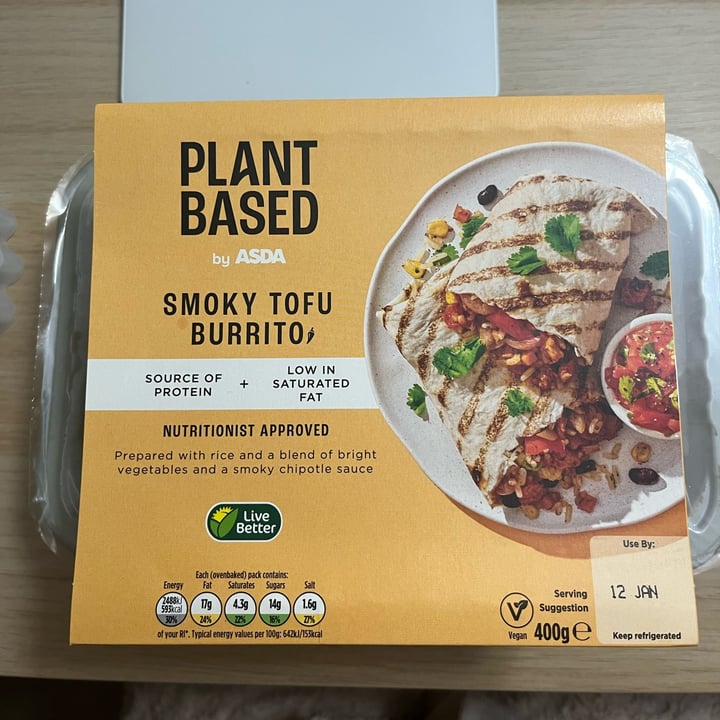 PLANT
BASED
by ASDA
SMOKY TOFU
BURRITO
SOURCE OF
PROTEIN
+
LOW IN
SATURATED
FAT
NUTRITIONIST APPROVED
Prepared with rice and a blend of bright
vegetables and a smoky chipotle sauce
Live
Better
Each (ovenbaked) pack contains:
Energy Fat Saturates Sugars Salt
2488kJ
593kcal 17g 4.3g 14g 1.6g
30% 24% 22% 16% 27%
of your RI*. Typical energy values per 100g: 642kJ/153kcal
Serving
Suggestion
V
Vegan
400g e
Use By:
12 JAN
Keep refrigerated